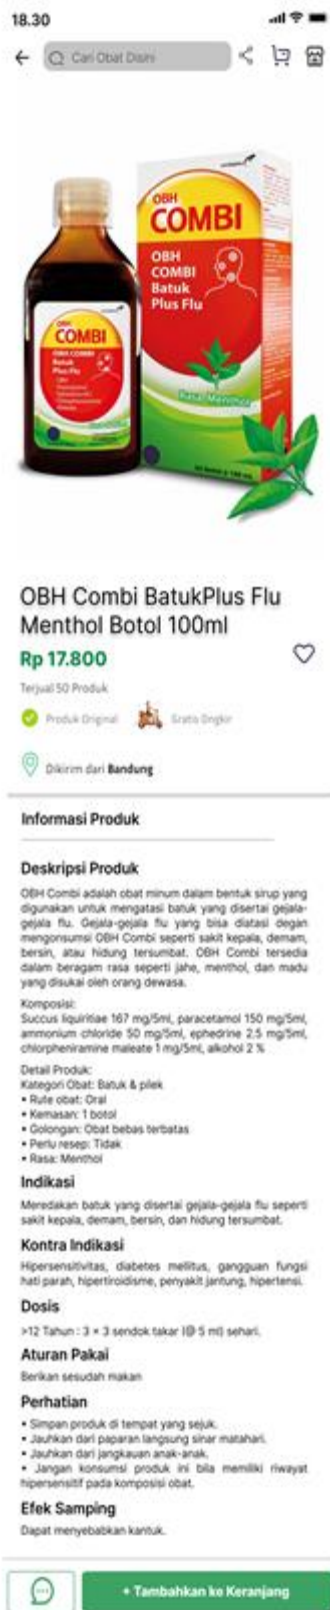 18.30
Cari Obat Disini
OBH
COMBI
OBH
COMBI
Batuk
Plus Flu
Rasa Menthol
OBH
COMBI
OBH COMBI
Batuk
Plus Flu
OBH Combi BatukPlus Flu
Menthol Botol 100ml
Rp 17.800
Terjual 50 Produk
Produk Original
Gratis Ongkir
Dikirim dari Bandung
Informasi Produk
Deskripsi Produk
OBH Combi adalah obat minum dalam bentuk sirup yang
digunakan untuk mengatasi batuk yang disertai gejala-
gejala flu. Gejala-gejala flu yang bisa diatasi degan
mengonsumsi OBH Combi seperti sakit kepala, demam,
bersin, atau hidung tersumbat. OBH Combi tersedia
dalam beragam rasa seperti jahe, menthol, dan madu
yang disukai oleh orang dewasa.
Komposisi:
Succus liquiritiae 167 mg/5ml, paracetamol 150 mg/5ml,
ammonium chloride 50 mg/5ml, ephedrine 2,5 mg/5ml,
chlorpheniramine maleate 1 mg/5ml, alkohol 2 %
Detail Produk:
Kategori Obat: Batuk & pilek
• Rute obat: Oral
• Kemasan: 1 botol
• Golongan: Obat bebas terbatas
• Perlu resep: Tidak
• Rasa: Menthol
Indikasi
Meredakan batuk yang disertai gejala-gejala flu seperti
sakit kepala, demam, bersin, dan hidung tersumbat.
Kontra Indikasi
Hipersensitivitas, diabetes mellitus, gangguan fungsi
hati parah, hipertiroidisme, penyakit jantung, hipertensi.
Dosis
>12 Tahun : 3 x 3 sendok takar (@ 5 ml) sehari.
Aturan Pakai
Berikan sesudah makan
Perhatian
• Simpan produk di tempat yang sejuk.
• Jauhkan dari paparan langsung sinar matahari.
• Jauhkan dari jangkauan anak-anak.
• Jangan konsumsi produk ini bila memiliki riwayat
hipersensitif pada komposisi obat.
Efek Samping
Dapat menyebabkan kantuk.
+ Tambahkan ke Keranjang